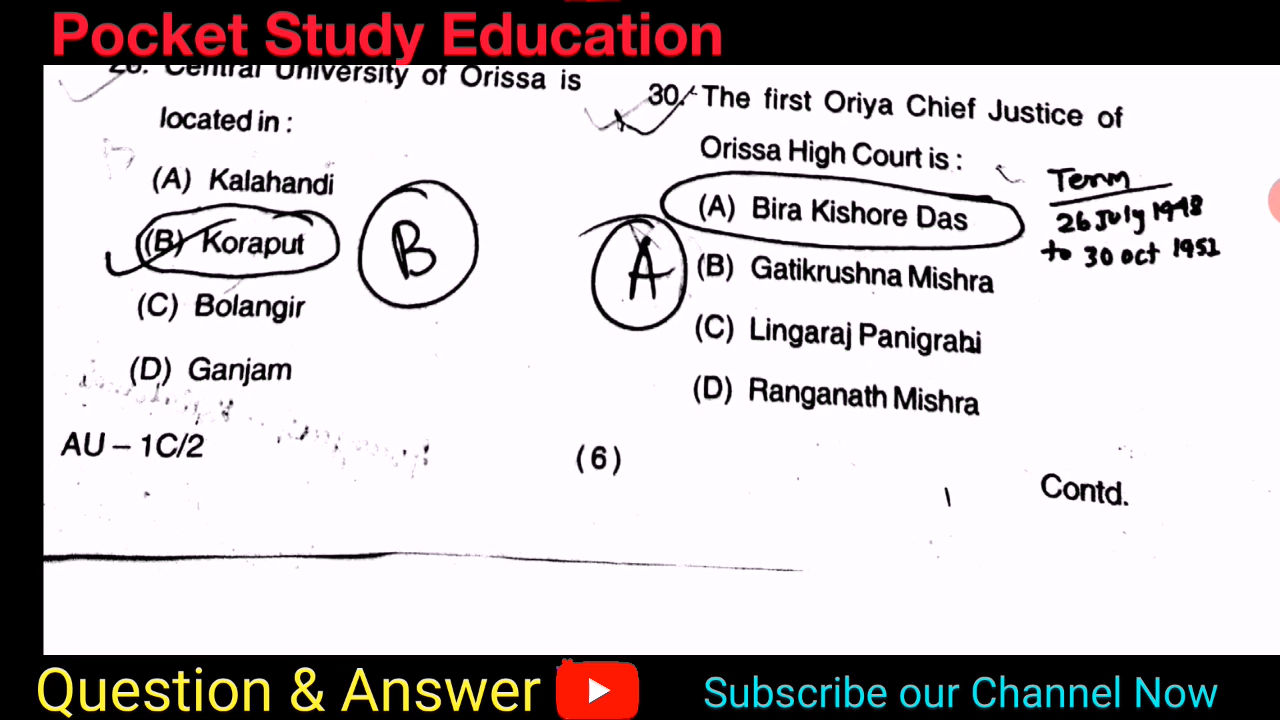 Pocket Study Education
Central University of Orissa is
located in :
(A) Kalahandi
(B) Koraput
(C) Bolangir
(D) Ganjam
B
AU – 1C/2
(6)
30. The first Oriya Chief Justice of
Orissa High Court is :
(A) Bira Kishore Das
(B) Gatikrushna Mishra
(C) Lingaraj Panigrahi
(D) Ranganath Mishra
A
Term
26 July 1948
to 30 oct 1951
Contd.
Question & Answer
Subscribe our Channel Now